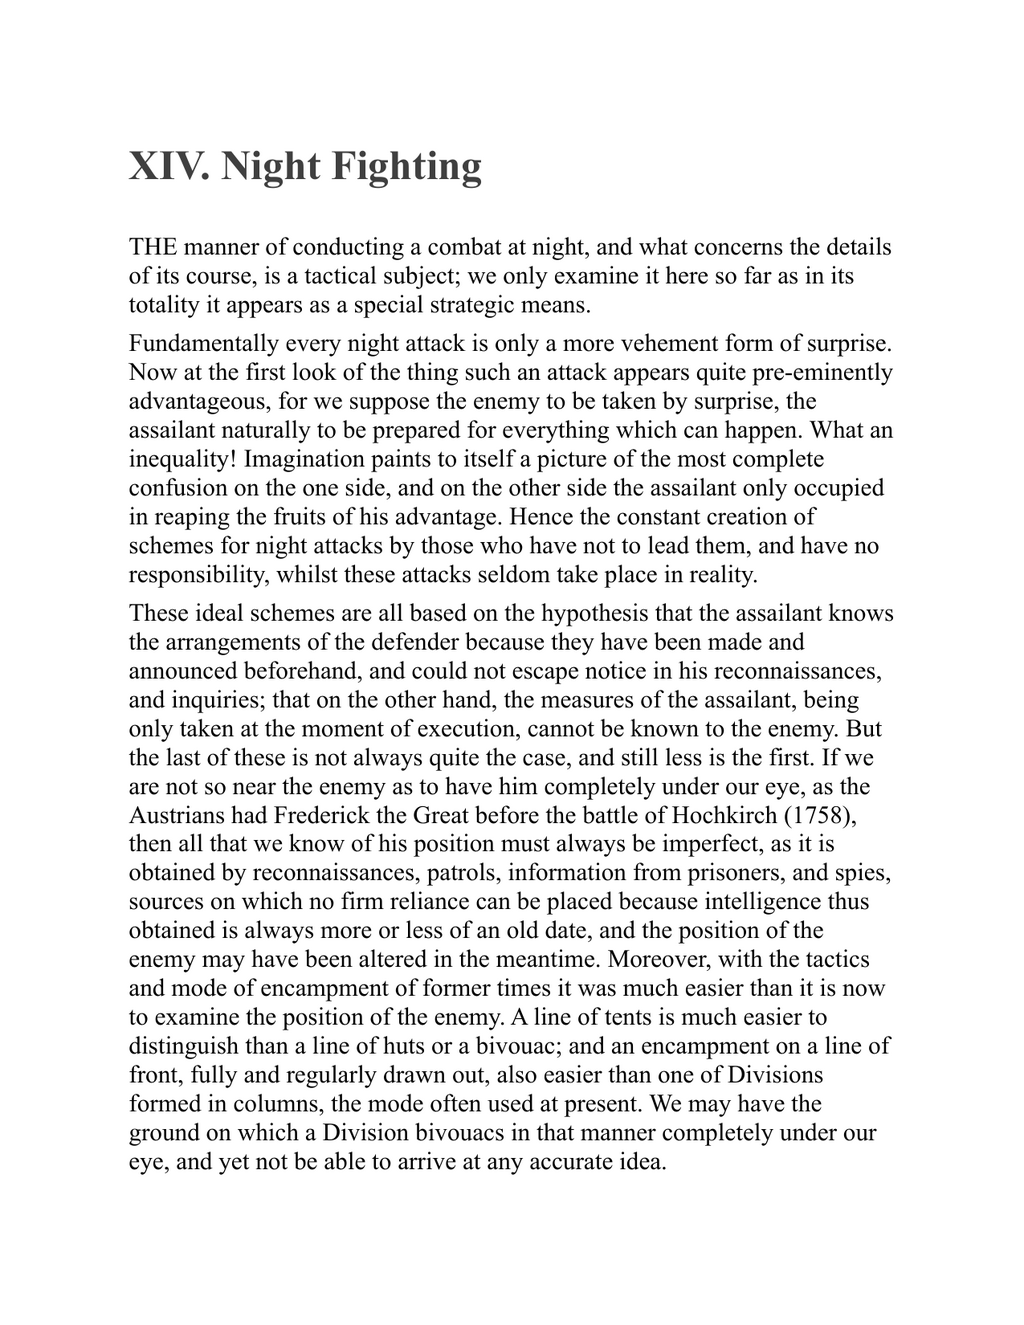 XIV. Night Fighting
THE manner of conducting a combat at night, and what concerns the details
of its course, is a tactical subject; we only examine it here so far as in its
totality it appears as a special strategic means.
Fundamentally every night attack is only a more vehement form of surprise.
Now at the first look of the thing such an attack appears quite pre-eminently
advantageous, for we suppose the enemy to be taken by surprise, the
assailant naturally to be prepared for everything which can happen. What an
inequality! Imagination paints to itself a picture of the most complete
confusion on the one side, and on the other side the assailant only occupied
in reaping the fruits of his advantage. Hence the constant creation of
schemes for night attacks by those who have not to lead them, and have no
responsibility, whilst these attacks seldom take place in reality.
These ideal schemes are all based on the hypothesis that the assailant knows
the arrangements of the defender because they have been made and
announced beforehand, and could not escape notice in his reconnaissances,
and inquiries; that on the other hand, the measures of the assailant, being
only taken at the moment of execution, cannot be known to the enemy. But
the last of these is not always quite the case, and still less is the first. If we
are not so near the enemy as to have him completely under our eye, as the
Austrians had Frederick the Great before the battle of Hochkirch (1758),
then all that we know of his position must always be imperfect, as it is
obtained by reconnaissances, patrols, information from prisoners, and spies,
sources on which no firm reliance can be placed because intelligence thus
obtained is always more or less of an old date, and the position of the
enemy may have been altered in the meantime. Moreover, with the tactics
and mode of encampment of former times it was much easier than it is now
to examine the position of the enemy. A line of tents is much easier to
distinguish than a line of huts or a bivouac; and an encampment on a line of
front, fully and regularly drawn out, also easier than one of Divisions
formed in columns, the mode often used at present. We may have the
ground on which a Division bivouacs in that manner completely under our
eye, and yet not be able to arrive at any accurate idea.